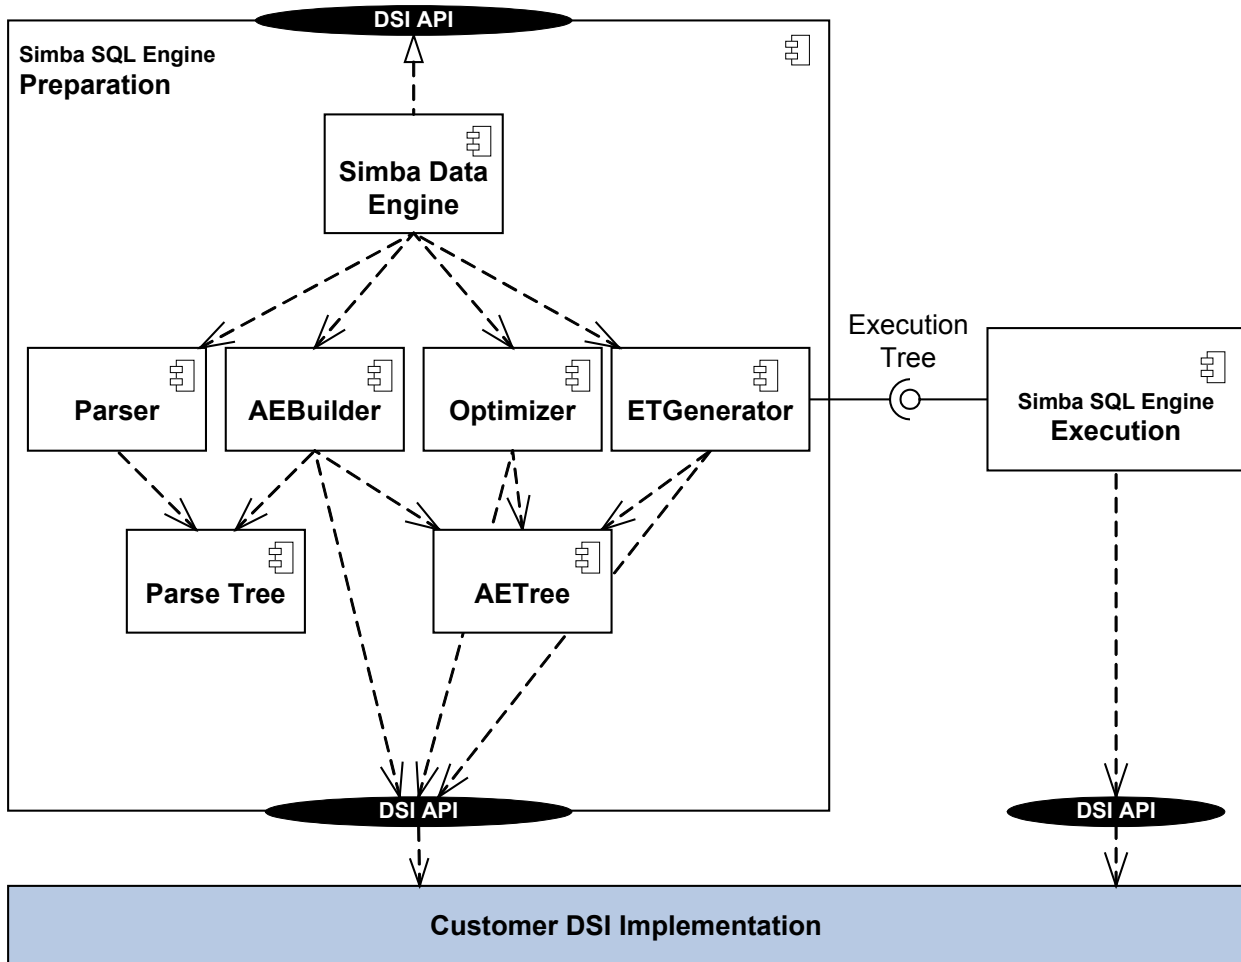 DSI API
Simba SQL Engine
Preparation
Simba Data
Engine
Execution
Tree
Parser
AEBuilder
Optimizer
ETGenerator
Simba SQL Engine
Execution
Parse Tree
AETree
DSI API
DSI API
Customer DSI Implementation